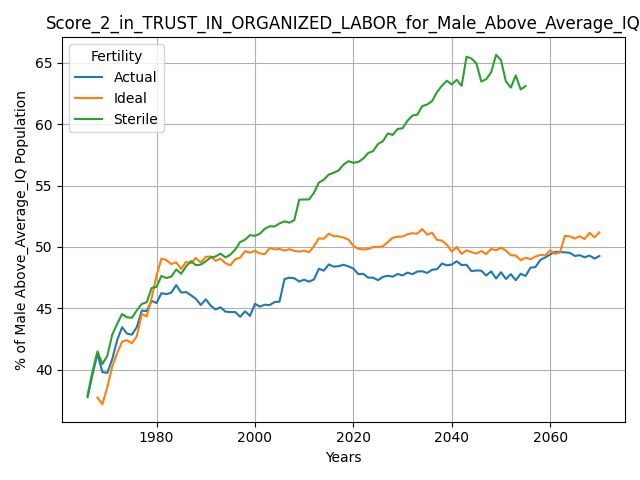 Score_2_in_TRUST_IN_ORGANIZED_LABOR_for_Male_Above_Average_IQ
Fertility
Actual
Ideal
Sterile
% of Male Above_Average_IQ Population
65
60
55
50
45
40
1980
2000
2020
2040
2060
Years